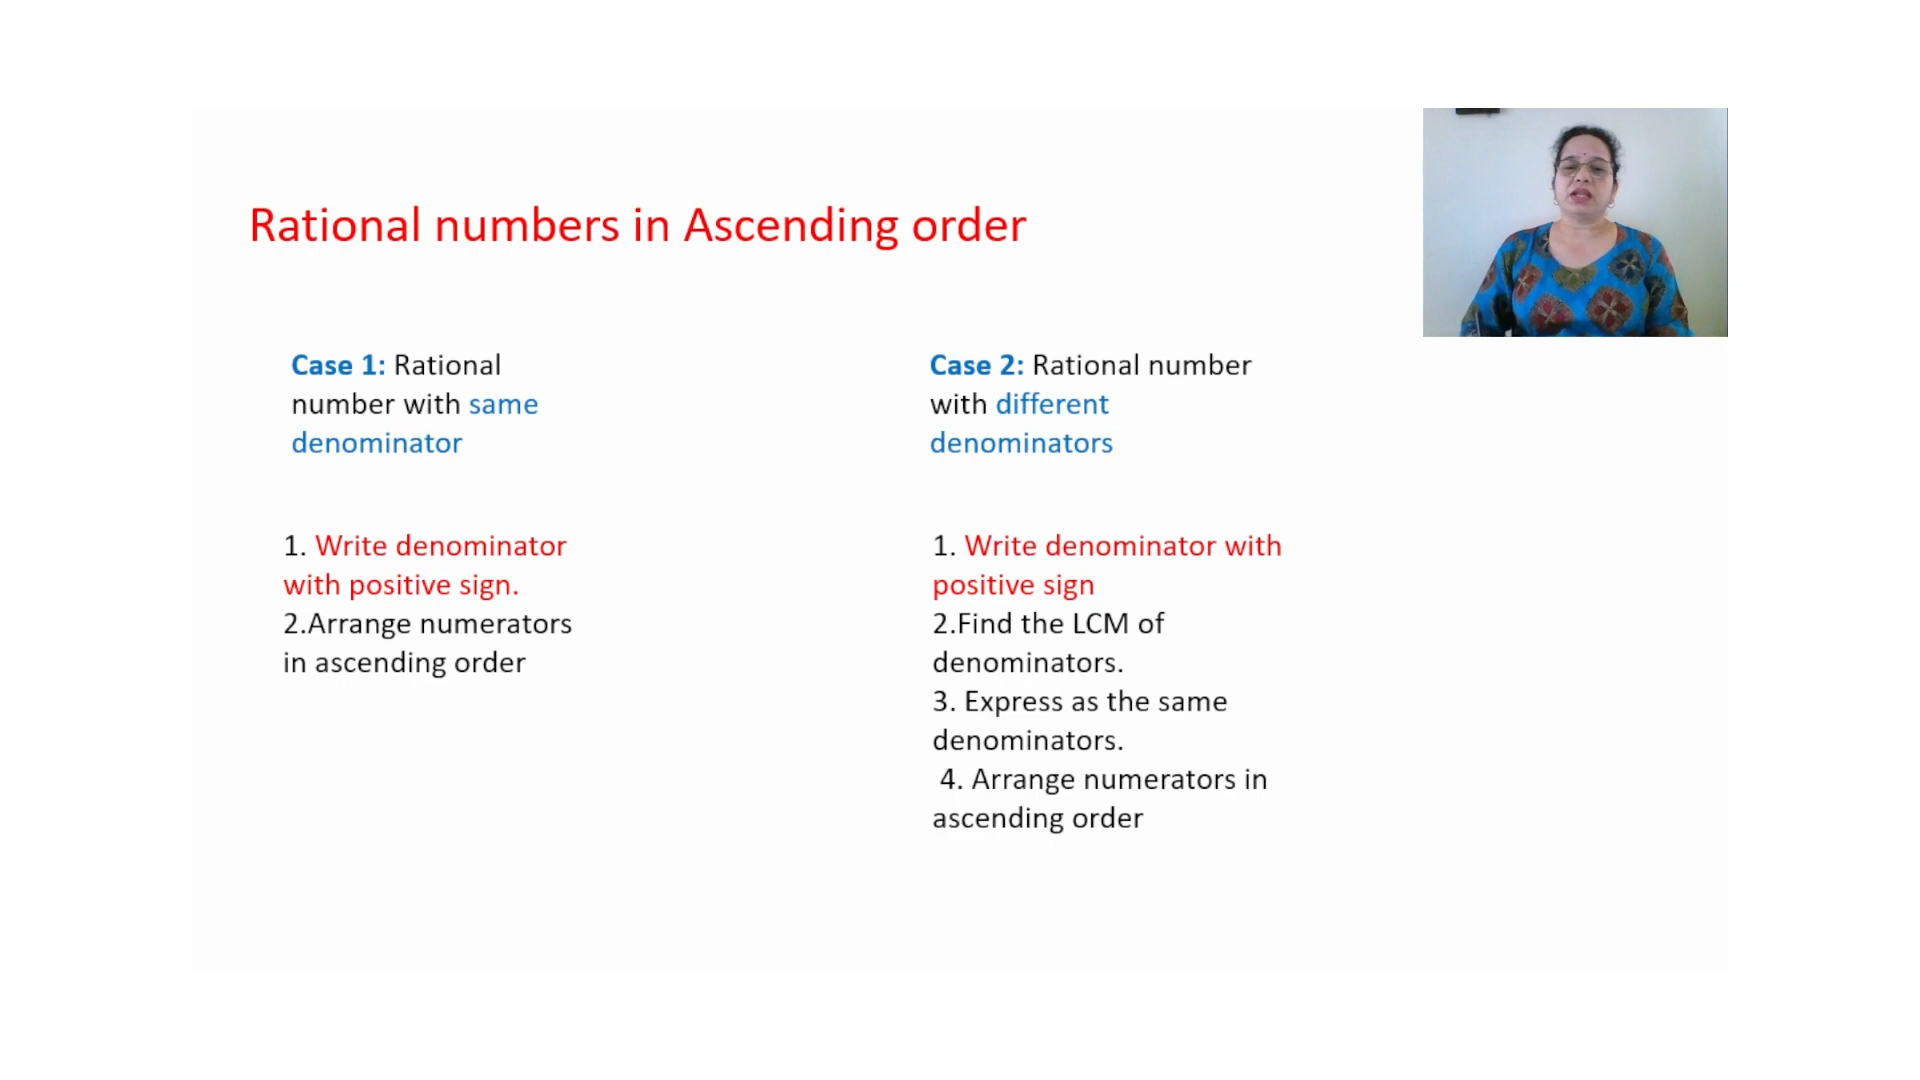 Rational numbers in Ascending order
Case 1: Rational
number with same
denominator
1. Write denominator
with positive sign.
2.Arrange numerators
in ascending order
Case 2: Rational number
with different
denominators
1. Write denominator with
positive sign
2.Find the LCM of
denominators.
3. Express as the same
denominators.
4. Arrange numerators in
ascending order